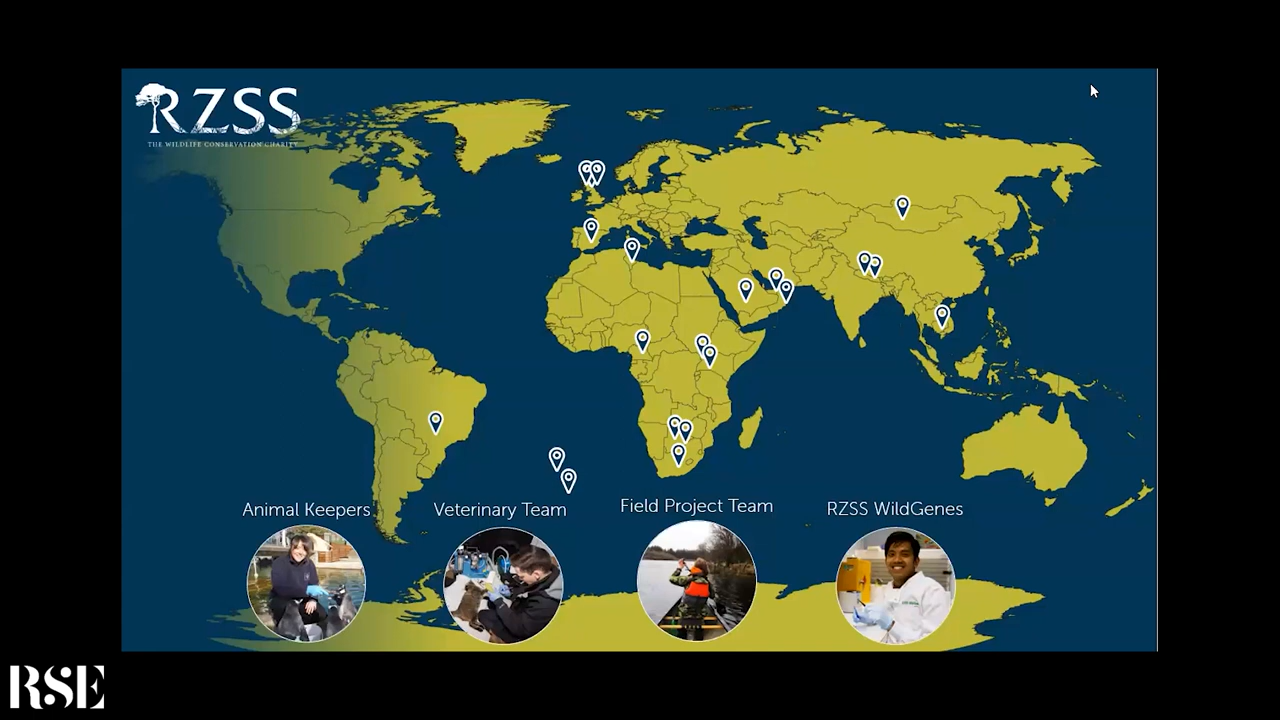 RZSS
THE WILDLIFE CONSERVATION CHARITY
Animal Keepers
Veterinary Team
Field Project Team
RZSS WildGenes
RSE